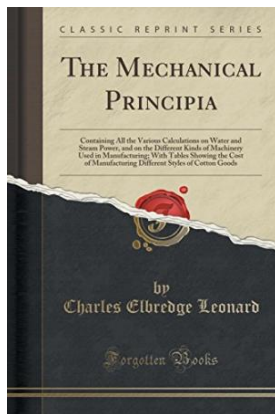 CLASSIC REPRINT SERIES
THE MECHANICAL
PRINCIPIA
Containing All the Various Calculations on Water and
Steam Power, and on the Different Kinds of Machinery
Used in Manufacturing; With Tables Showing the Cost
of Manufacturing Different Styles of Cotton Goods
by
Charles Elbredge Leonard
Forgotten Books